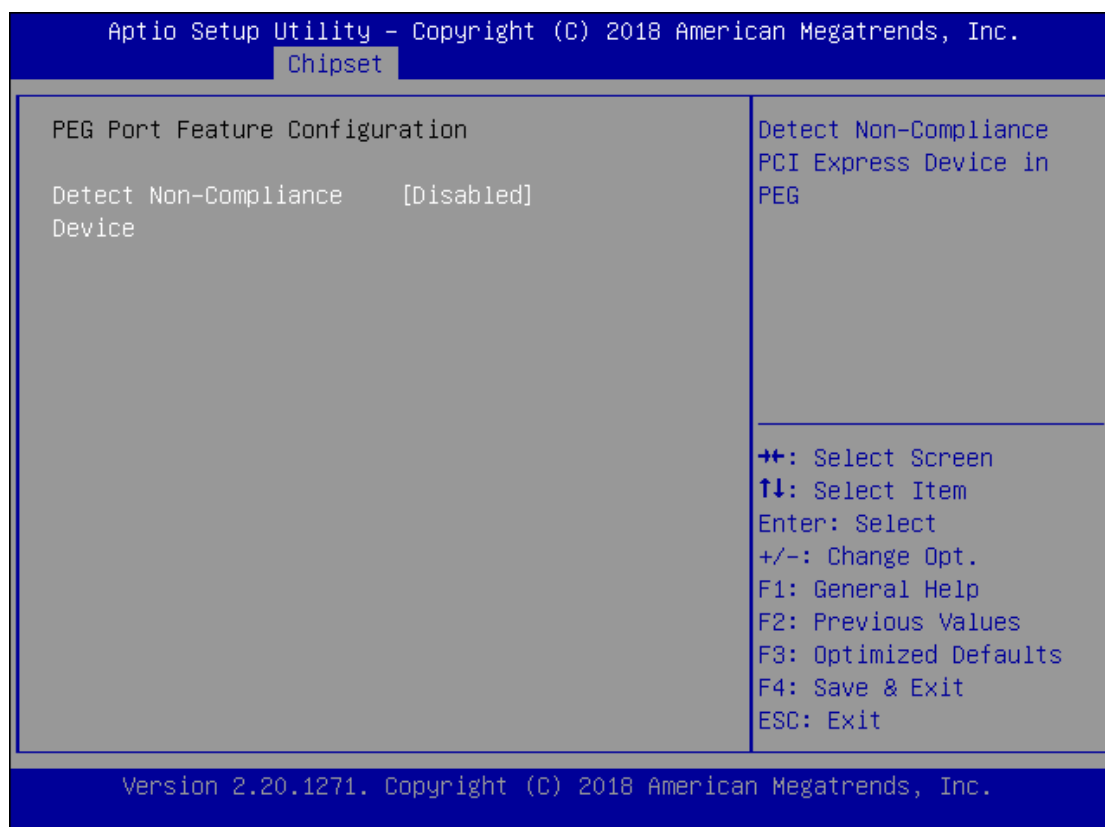 Aptio Setup Utility – Copyright (C) 2018 American Megatrends, Inc.
Chipset
PEG Port Feature Configuration
Detect Non-Compliance [Disabled]
Device
Detect Non-Compliance
PCI Express Device in
PEG
→←: Select Screen
↑↓: Select Item
Enter: Select
+/-: Change Opt.
F1: General Help
F2: Previous Values
F3: Optimized Defaults
F4: Save & Exit
ESC: Exit
Version 2.20.1271. Copyright (C) 2018 American Megatrends, Inc.